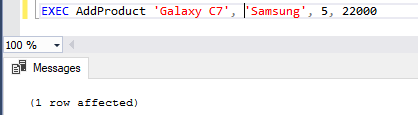 EXEC AddProduct 'Galaxy C7', 'Samsung', 5, 22000
100 %
Messages
(1 row affected)